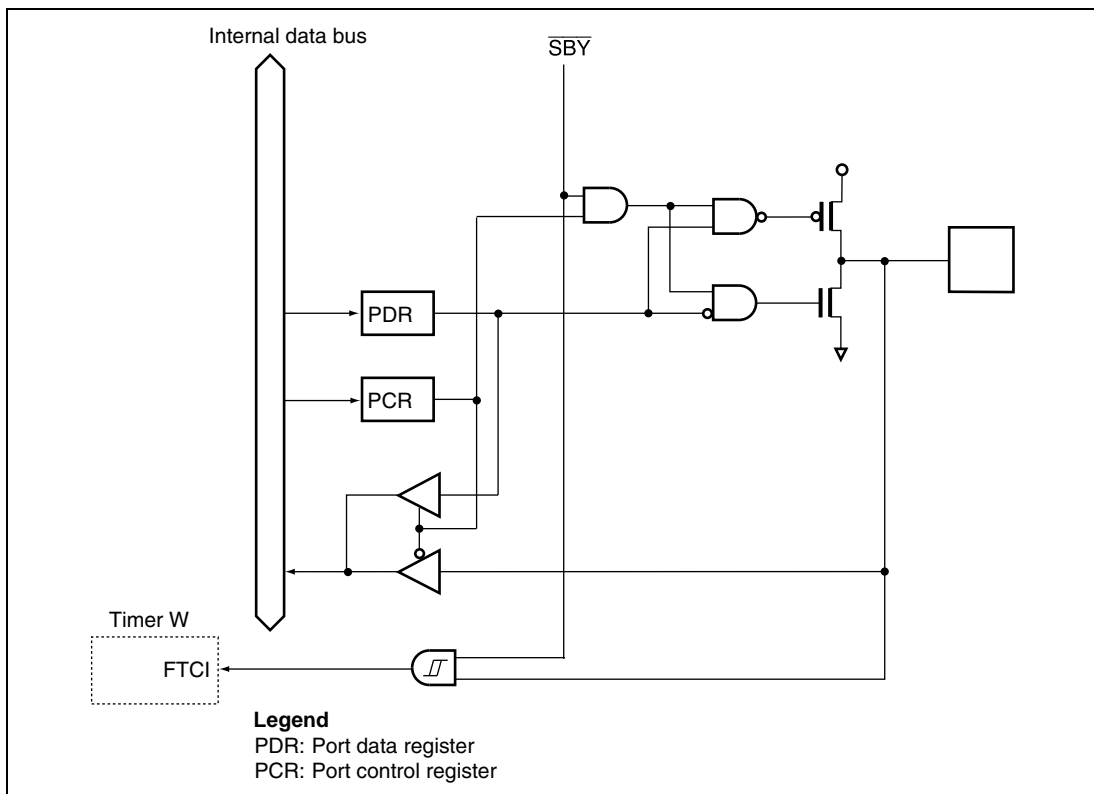 Internal data bus
SBY
PDR
PCR
Timer W
FTCI
Legend
PDR: Port data register
PCR: Port control register